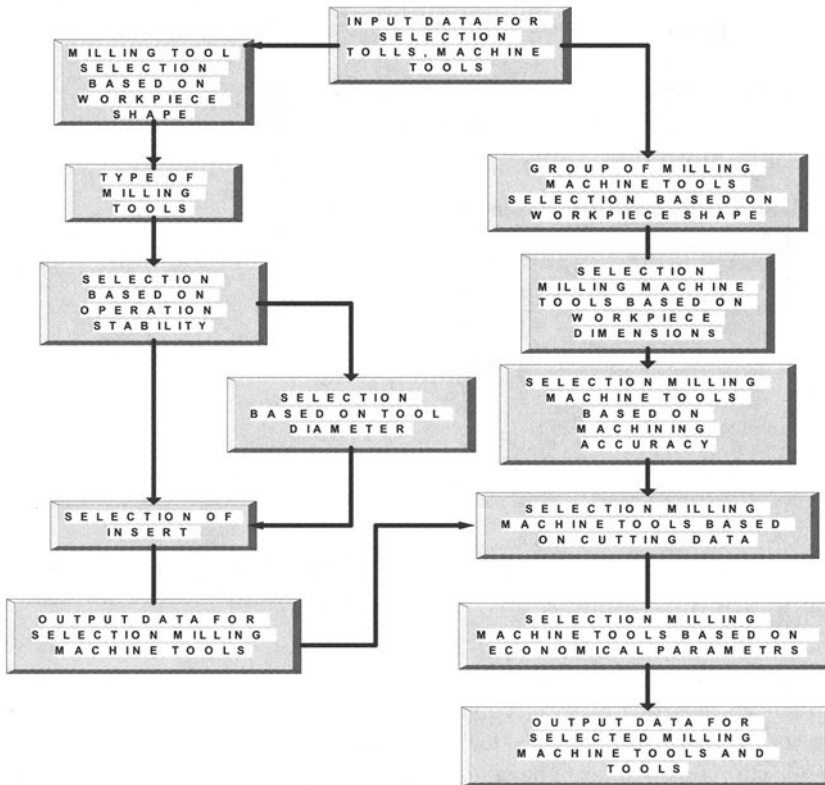 INPUT DATA FOR
SELECTION
TOLLS, MACHINE
TOOLS
MILLING TOOL
SELECTION
BASED ON
WORKPIECE
SHAPE
TYPE OF
MILLING
TOOLS
GROUP OF MILLING
MACHINE TOOLS
SELECTION BASED ON
WORKPIECE SHAPE
SELECTION
BASED ON
OPERATION
STABILITY
SELECTION
MILLING MACHINE
TOOLS BASED ON
WORKPIECE
DIMENSIONS
SELECTION
BASED ON TOOL
DIAMETER
SELECTION MILLING
MACHINE TOOLS
BASED ON
MACHINING
ACCURACY
SELECTION OF
INSERT
SELECTION MILLING
MACHINE TOOLS BASED
ON CUTTING DATA
OUTPUT DATA FOR
SELECTION MILLING
MACHINE TOOLS
SELECTION MILLING
MACHINE TOOLS BASED ON
ECONOMICAL PARAMETRS
OUTPUT DATA FOR
SELECTED MILLING
MACHINE TOOLS AND
TOOLS